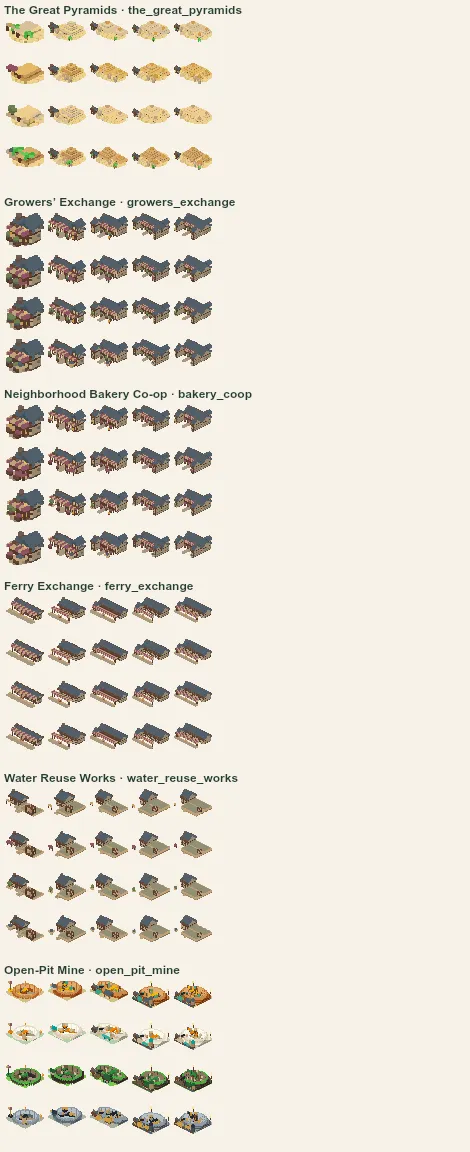 The Great Pyramids · the_great_pyramids
Growers' Exchange · growers_exchange
Neighborhood Bakery Co-op · bakery_coop
Ferry Exchange · ferry_exchange
Water Reuse Works · water_reuse_works
Open-Pit Mine · open_pit_mine